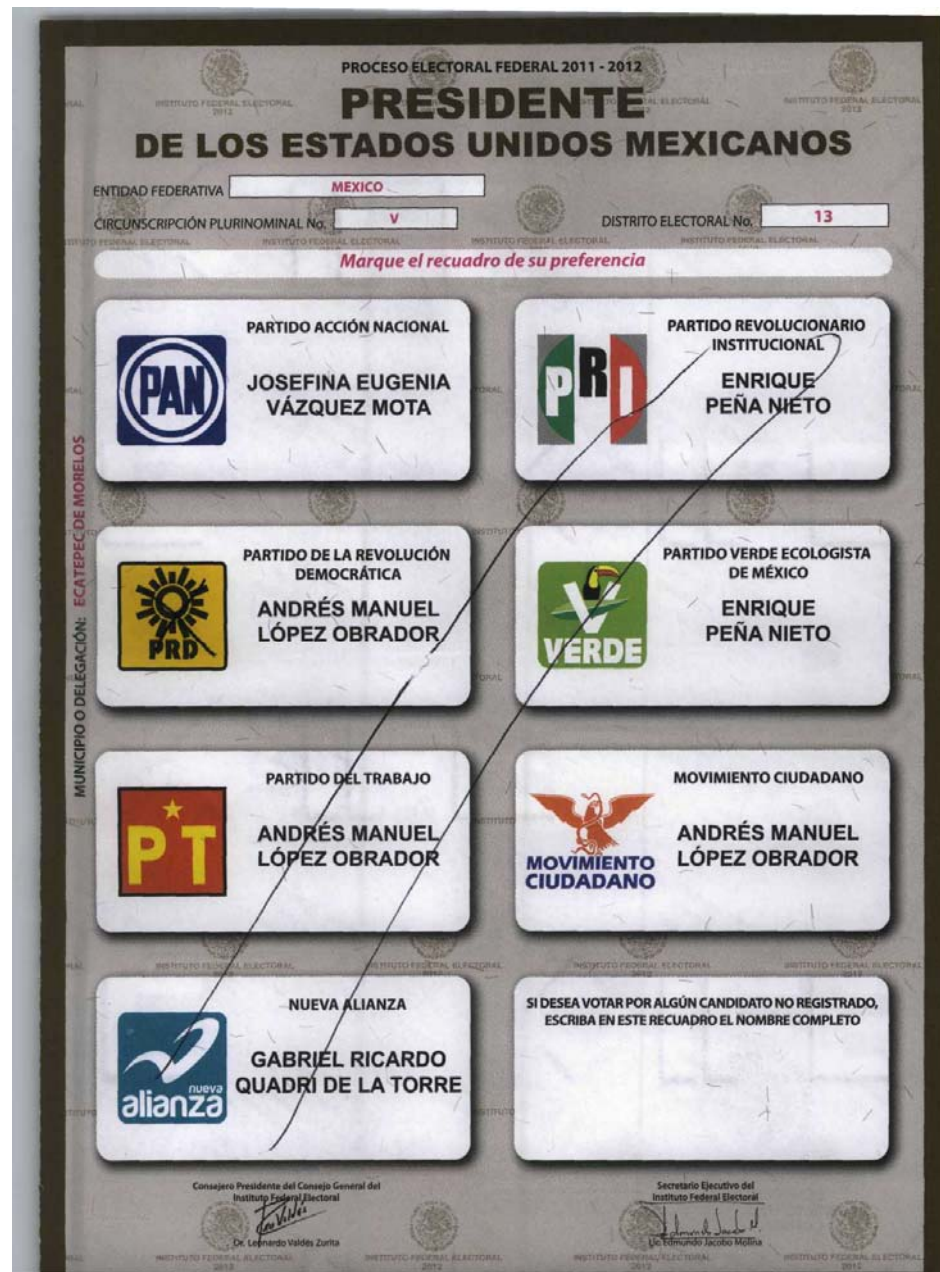 PROCESO ELECTORAL FEDERAL 2011 - 2012
PRESIDENTE
DE LOS ESTADOS UNIDOS MEXICANOS
ENTIDAD FEDERATIVA MEXICO
CIRCUNSCRIPCIÓN PLURINOMINAL No. V
DISTRITO ELECTORAL No. 13
Marque el recuadro de su preferencia
MUNICIPIO O DELEGACIÓN: ECATEPEC DE MORELOS
PAN
PARTIDO ACCIÓN NACIONAL
JOSEFINA EUGENIA
VÁZQUEZ MOTA
PRI
PARTIDO REVOLUCIONARIO
INSTITUCIONAL
ENRIQUE
PEÑA NIETO
PRD
PARTIDO DE LA REVOLUCIÓN
DEMOCRÁTICA
ANDRÉS MANUEL
LÓPEZ OBRADOR
VERDE
PARTIDO VERDE ECOLOGISTA
DE MÉXICO
ENRIQUE
PEÑA NIETO
PT
PARTIDO DEL TRABAJO
ANDRÉS MANUEL
LÓPEZ OBRADOR
MOVIMIENTO
CIUDADANO
MOVIMIENTO CIUDADANO
ANDRÉS MANUEL
LÓPEZ OBRADOR
nueva
alianza
NUEVA ALIANZA
GABRIEL RICARDO
QUADRI DE LA TORRE
SI DESEA VOTAR POR ALGÚN CANDIDATO NO REGISTRADO,
ESCRIBA EN ESTE RECUADRO EL NOMBRE COMPLETO
Consejero Presidente del Consejo General del
Instituto Federal Electoral
Dr. Leonardo Valdés Zurita
Secretario Ejecutivo del
Instituto Federal Electoral
Lic. Edmundo Jacobo Molina
INSTITUTO FEDERAL ELECTORAL
2012